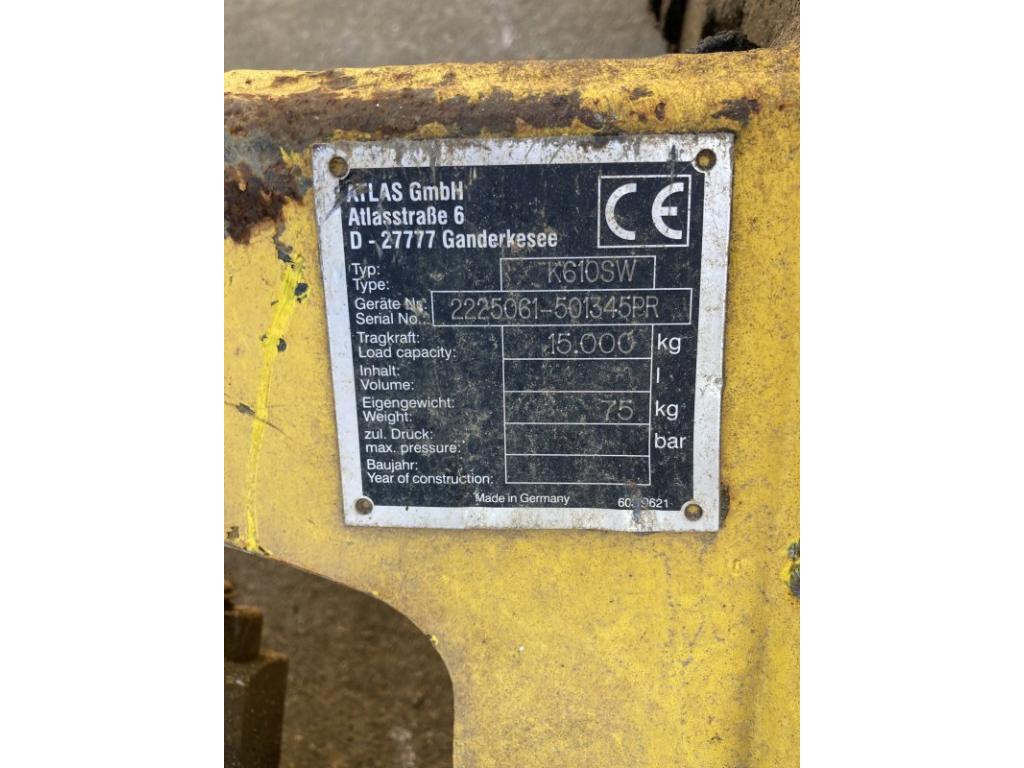 ATLAS GmbH
Atlasstraße 6
D - 27777 Ganderkesee
CE
Typ:
Type:
K610SW
Geräte Nr.:
Serial No.:
2225061-501345PR
Tragkraft:
Load capacity:
15.000 kg
Inhalt:
Volume:
l
Eigengewicht:
Weight:
75 kg
zul. Druck:
max. pressure:
bar
Baujahr:
Year of construction:
Made in Germany